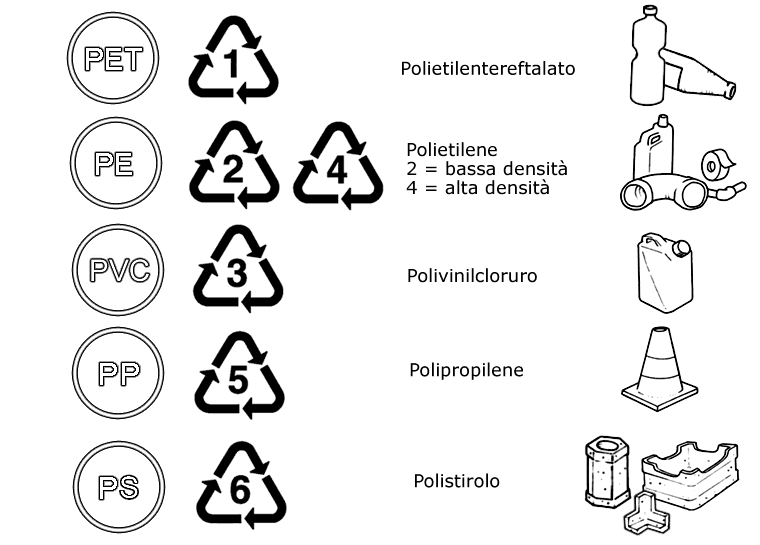 PET
1
Polietilentereftalato
PE
2
4
Polietilene
2 = bassa densità
4 = alta densità
PVC
3
Polivinilcloruro
PP
5
Polipropilene
PS
6
Polistirolo